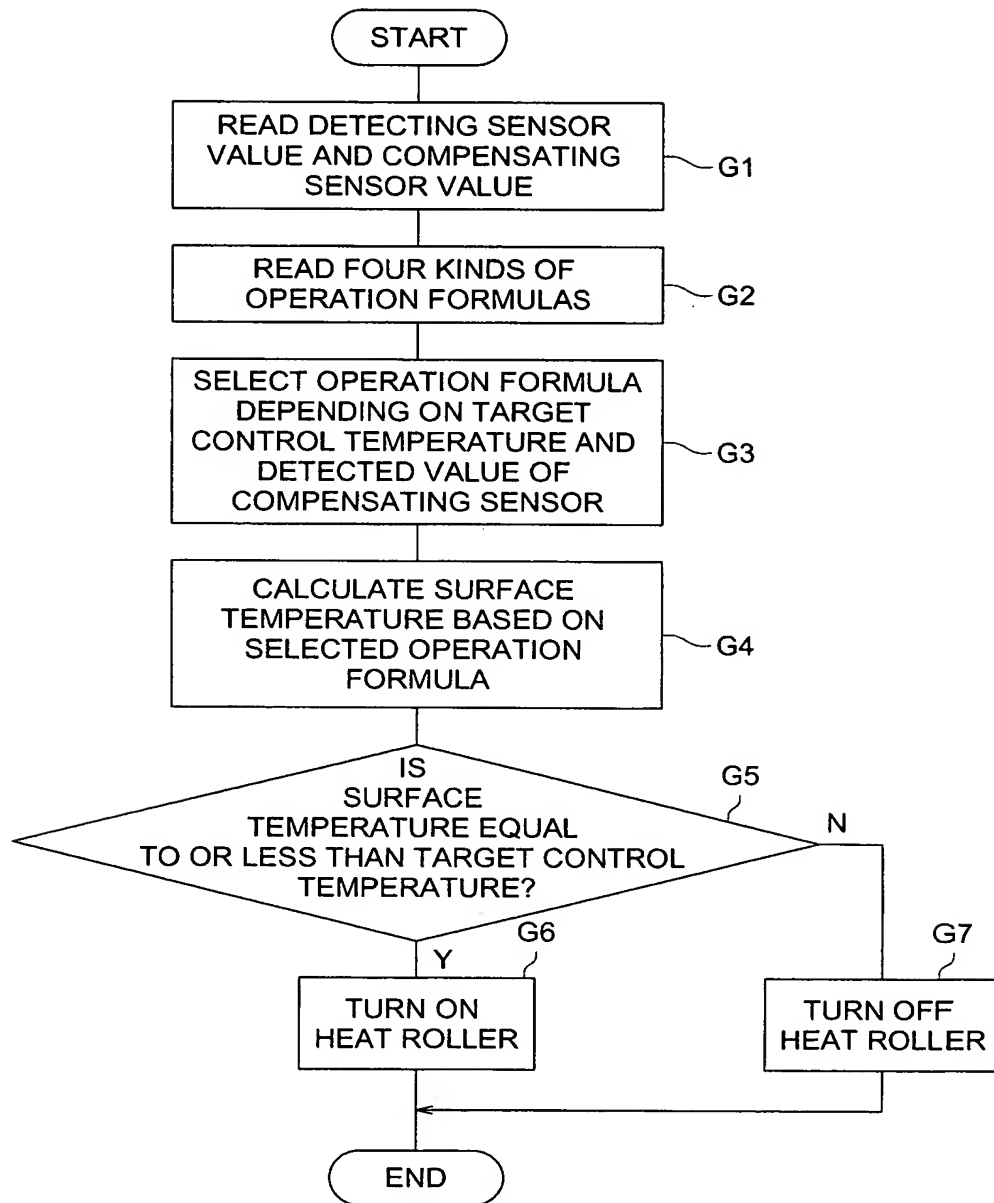 START
READ DETECTING SENSOR
VALUE AND COMPENSATING
SENSOR VALUE
G1
READ FOUR KINDS OF
OPERATION FORMULAS
G2
SELECT OPERATION FORMULA
DEPENDING ON TARGET
CONTROL TEMPERATURE AND
DETECTED VALUE OF
COMPENSATING SENSOR
G3
CALCULATE SURFACE
TEMPERATURE BASED ON
SELECTED OPERATION
FORMULA
G4
IS
SURFACE
TEMPERATURE EQUAL
TO OR LESS THAN TARGET CONTROL
TEMPERATURE?
G5
N
Y
G6
TURN ON
HEAT ROLLER
G7
TURN OFF
HEAT ROLLER
END